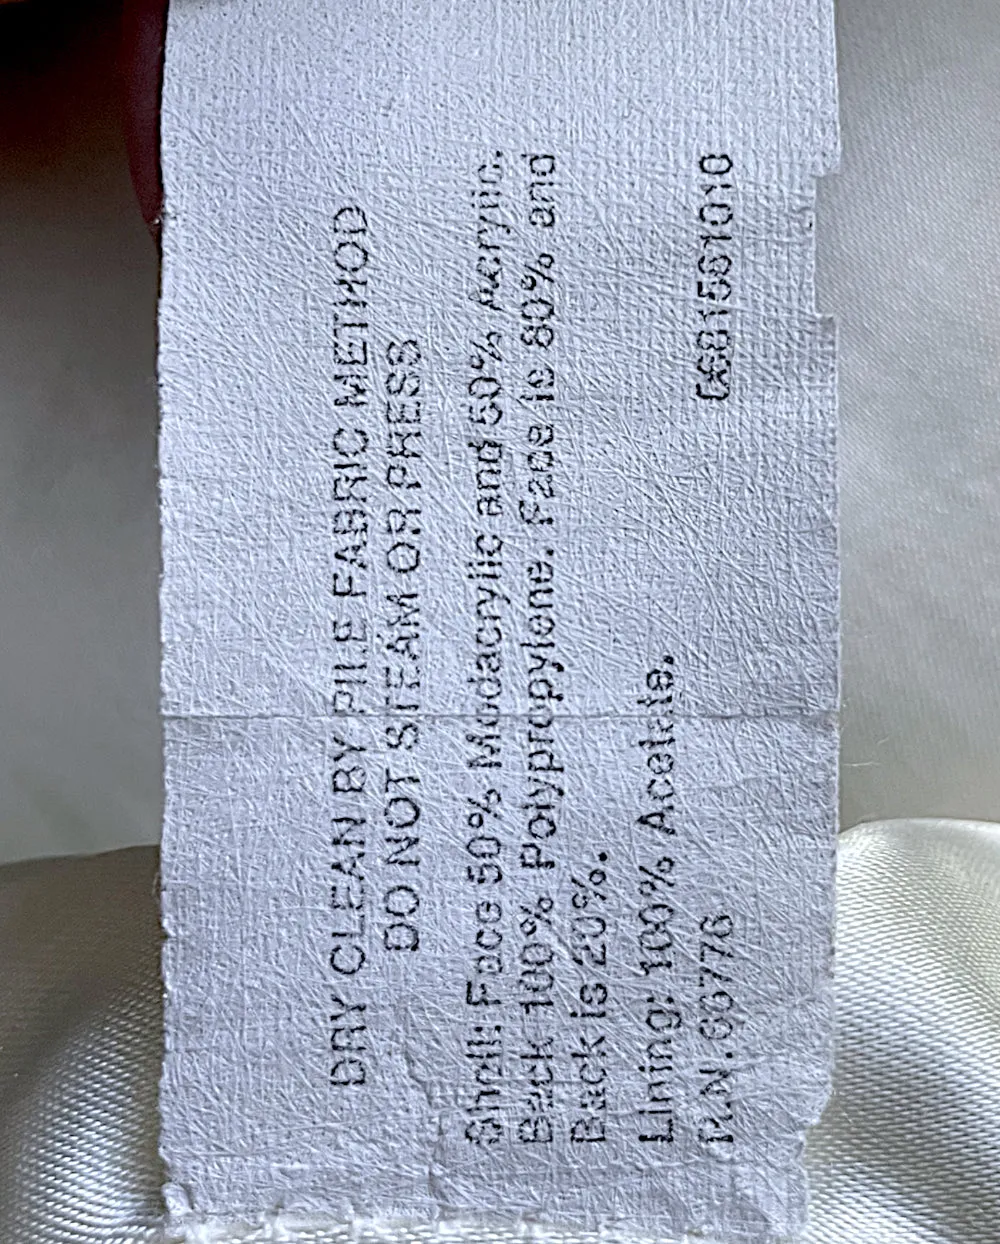 DRY CLEAN BY PILE FABRIC METHOD
DO NOT STEAM OR PRESS
Shell: Face 50% Modacrylic and 50% Acrylic.
Back 100% Polypropylene. Face is 80% and
Back is 20%.
Lining: 100% Acetate.
R.N.